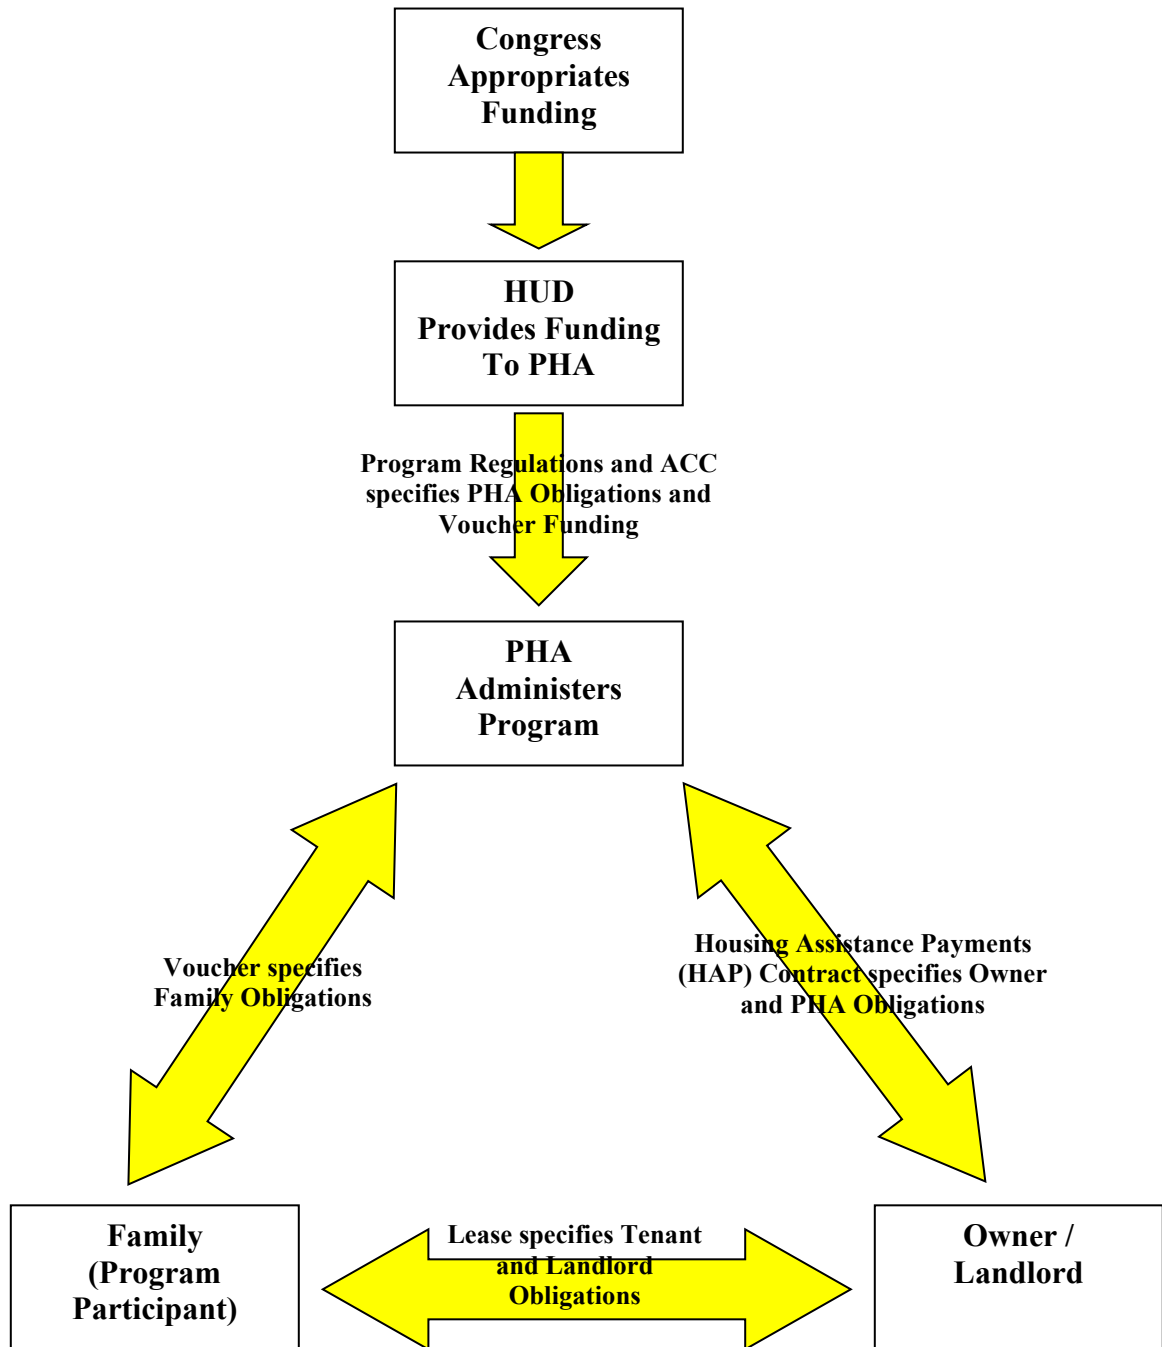 Congress
Appropriates
Funding
HUD
Provides Funding
To PHA
Program Regulations and ACC
specifies PHA Obligations and
Voucher Funding
PHA
Administers
Program
Voucher specifies
Family Obligations
Housing Assistance Payments
(HAP) Contract specifies Owner
and PHA Obligations
Family
(Program
Participant)
Lease specifies Tenant
and Landlord
Obligations
Owner /
Landlord